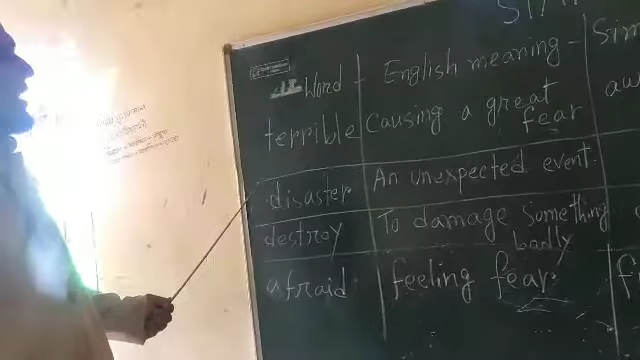 Word - English meaning - Sim
terrible Causing a great fear aw
disaster An unexpected event.
destroy To damage something badly
afraid feeling fear